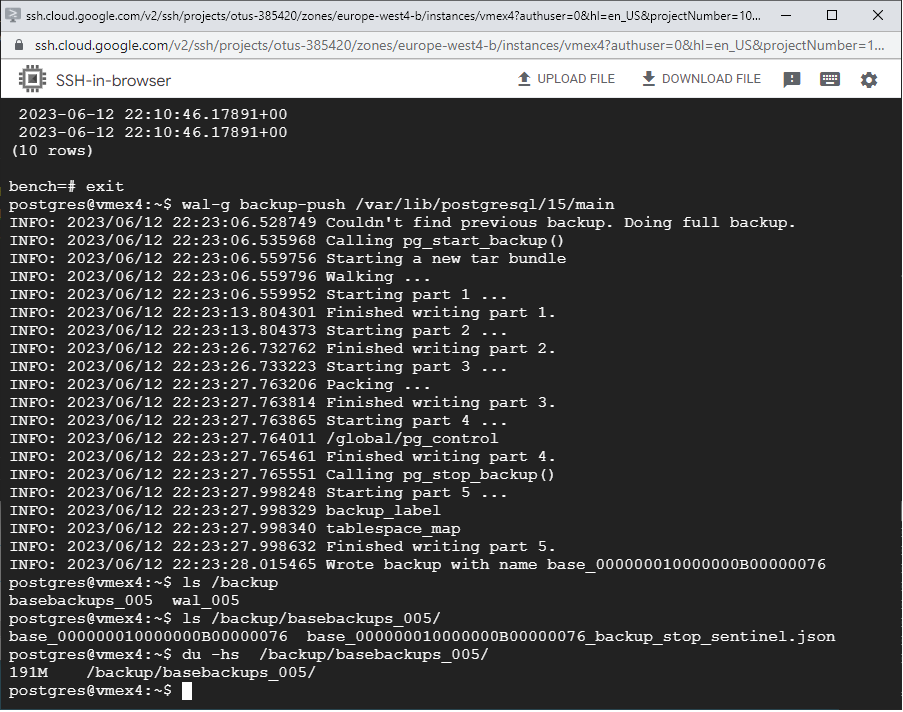 ssh.cloud.google.com/v2/ssh/projects/otus-385420/zones/europe-west4-b/instances/vmex4?authuser=0&hl=en_US&projectNumber=10...
ssh.cloud.google.com/v2/ssh/projects/otus-385420/zones/europe-west4-b/instances/vmex4?authuser=0&hl=en_US&projectNumber=1...
SSH-in-browser
UPLOAD FILE
DOWNLOAD FILE
2023-06-12 22:10:46.17891+00
2023-06-12 22:10:46.17891+00
(10 rows)
bench=# exit
postgres@vmex4:~$ wal-g backup-push /var/lib/postgresql/15/main
INFO: 2023/06/12 22:23:06.528749 Couldn't find previous backup. Doing full backup.
INFO: 2023/06/12 22:23:06.535968 Calling pg_start_backup()
INFO: 2023/06/12 22:23:06.559756 Starting a new tar bundle
INFO: 2023/06/12 22:23:06.559796 Walking ...
INFO: 2023/06/12 22:23:06.559952 Starting part 1 ...
INFO: 2023/06/12 22:23:13.804301 Finished writing part 1.
INFO: 2023/06/12 22:23:13.804373 Starting part 2 ...
INFO: 2023/06/12 22:23:26.732762 Finished writing part 2.
INFO: 2023/06/12 22:23:26.733223 Starting part 3 ...
INFO: 2023/06/12 22:23:27.763206 Packing ...
INFO: 2023/06/12 22:23:27.763814 Finished writing part 3.
INFO: 2023/06/12 22:23:27.763865 Starting part 4 ...
INFO: 2023/06/12 22:23:27.764011 /global/pg_control
INFO: 2023/06/12 22:23:27.765461 Finished writing part 4.
INFO: 2023/06/12 22:23:27.765551 Calling pg_stop_backup()
INFO: 2023/06/12 22:23:27.998248 Starting part 5 ...
INFO: 2023/06/12 22:23:27.998329 backup_label
INFO: 2023/06/12 22:23:27.998340 tablespace_map
INFO: 2023/06/12 22:23:27.998632 Finished writing part 5.
INFO: 2023/06/12 22:23:28.015465 Wrote backup with name base_000000010000000B00000076
postgres@vmex4:~$ ls /backup
basebackups_005  wal_005
postgres@vmex4:~$ ls /backup/basebackups_005/
base_000000010000000B00000076  base_000000010000000B00000076_backup_stop_sentinel.json
postgres@vmex4:~$ du -hs  /backup/basebackups_005/
191M    /backup/basebackups_005/
postgres@vmex4:~$